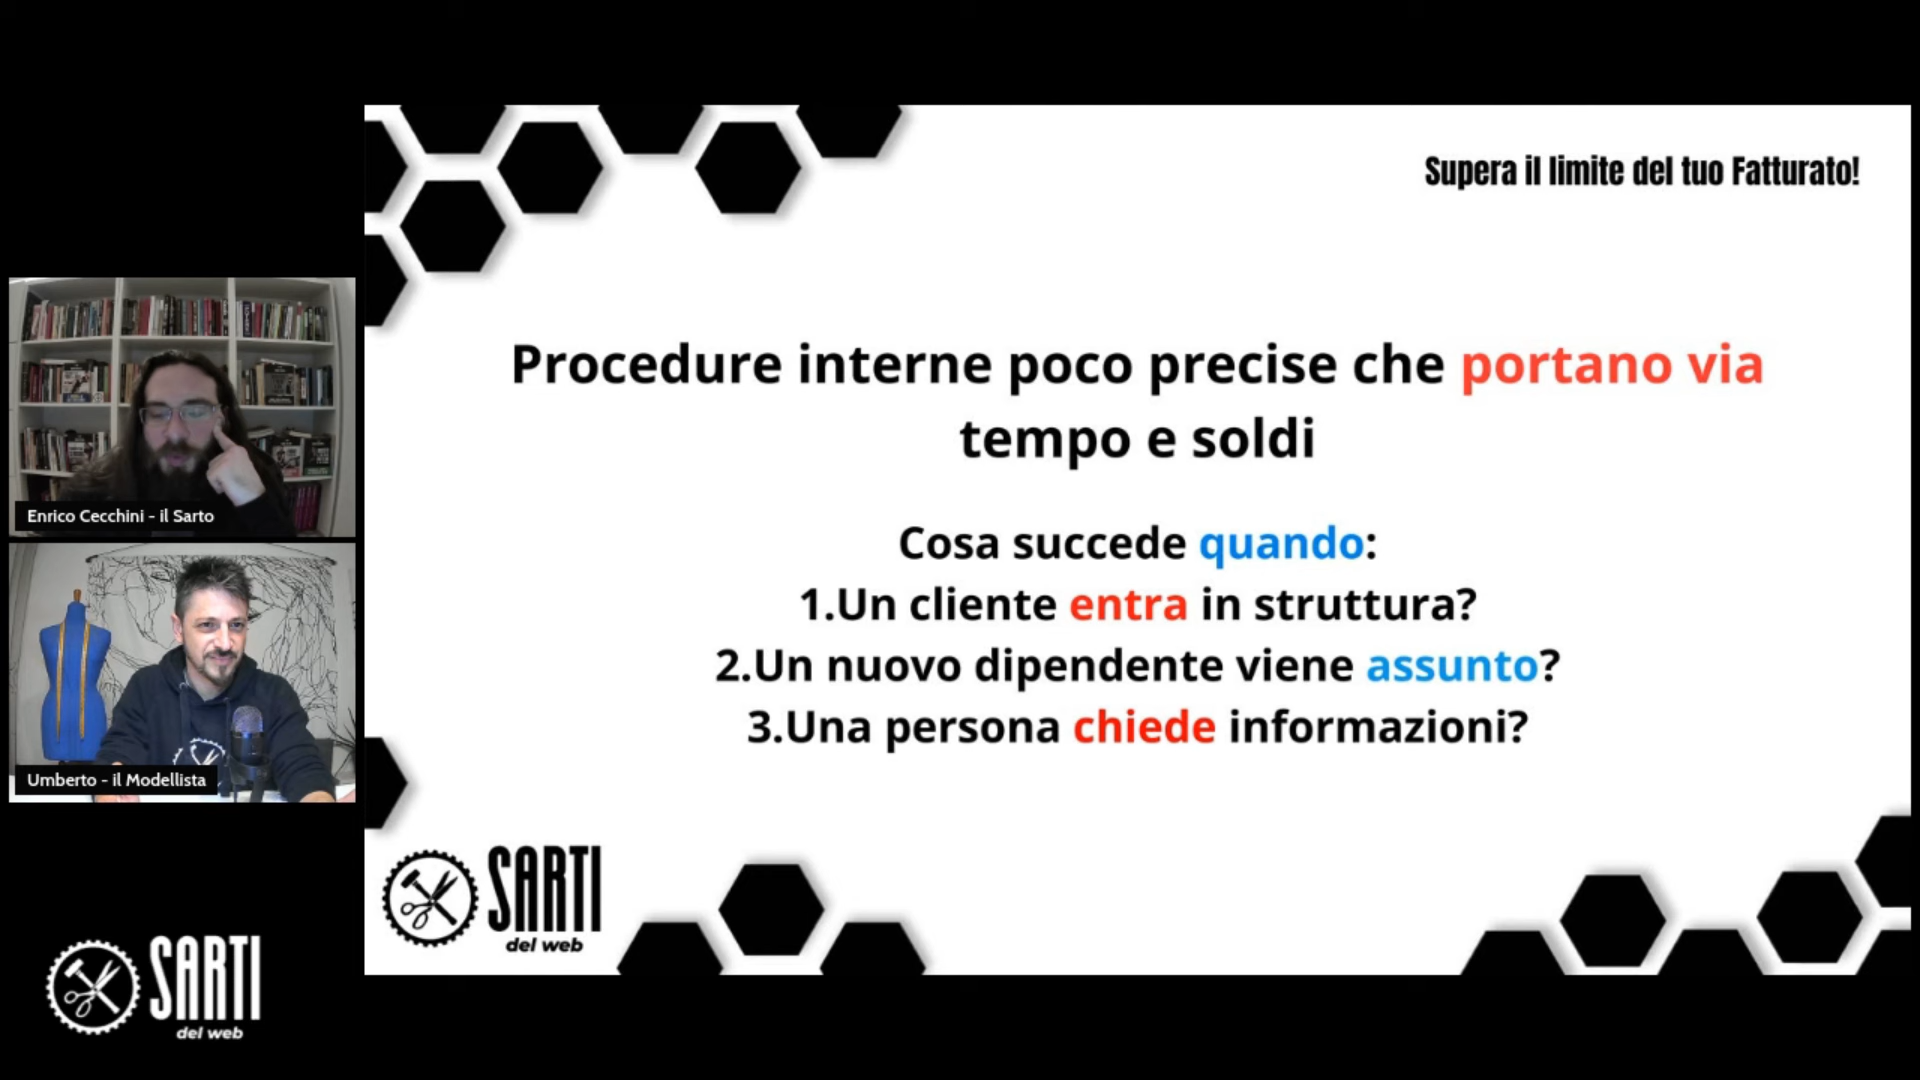 Supera il limite del tuo Fatturato!
Procedure interne poco precise che portano via
tempo e soldi
Cosa succede quando:
1.Un cliente entra in struttura?
2.Un nuovo dipendente viene assunto?
3.Una persona chiede informazioni?
Enrico Cecchini - il Sarto
Umberto - il Modellista
SARTI
del web
SARTI
del web